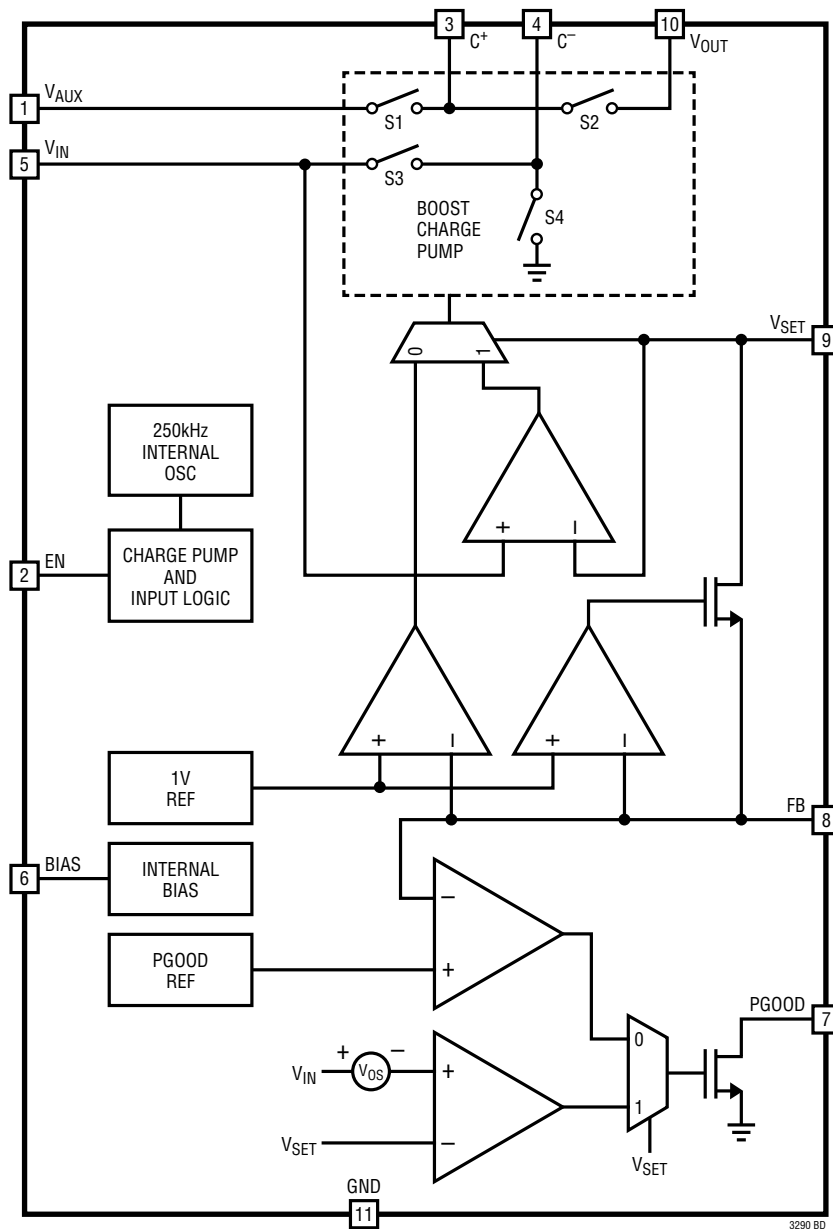 3 C+ 4 C− 10 VOUT
1 VAUX
S1 S2
5 VIN
S3
BOOST
CHARGE
PUMP
S4
VSET 9
0 1
250kHz
INTERNAL
OSC
+ −
2 EN
CHARGE PUMP
AND
INPUT LOGIC
+ − + −
1V
REF
FB 8
6 BIAS
INTERNAL
BIAS
−
PGOOD
REF
+
PGOOD 7
0
VIN + VOS − +
1
VSET −
VSET
GND
11
3290 BD